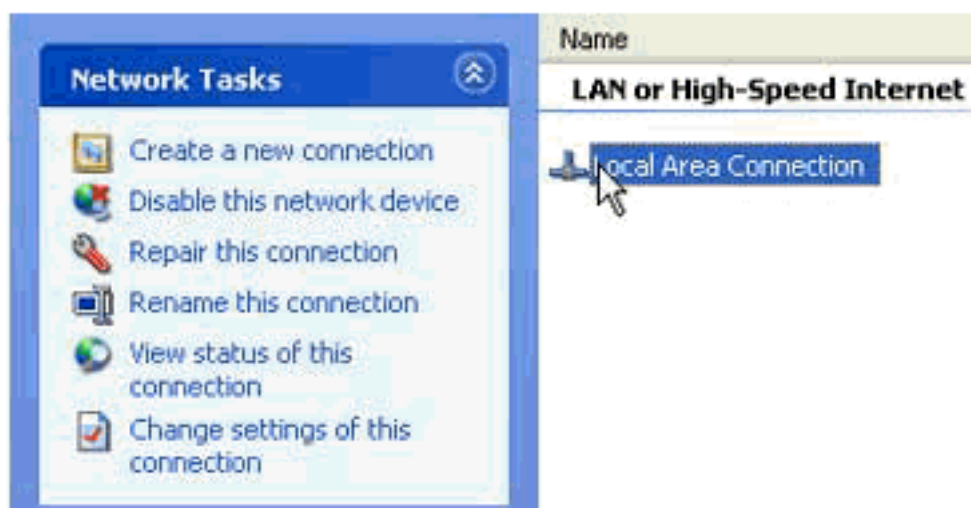 Network Tasks
Create a new connection
Disable this network device
Repair this connection
Rename this connection
View status of this
connection
Change settings of this
connection
Name
LAN or High-Speed Internet
Local Area Connection